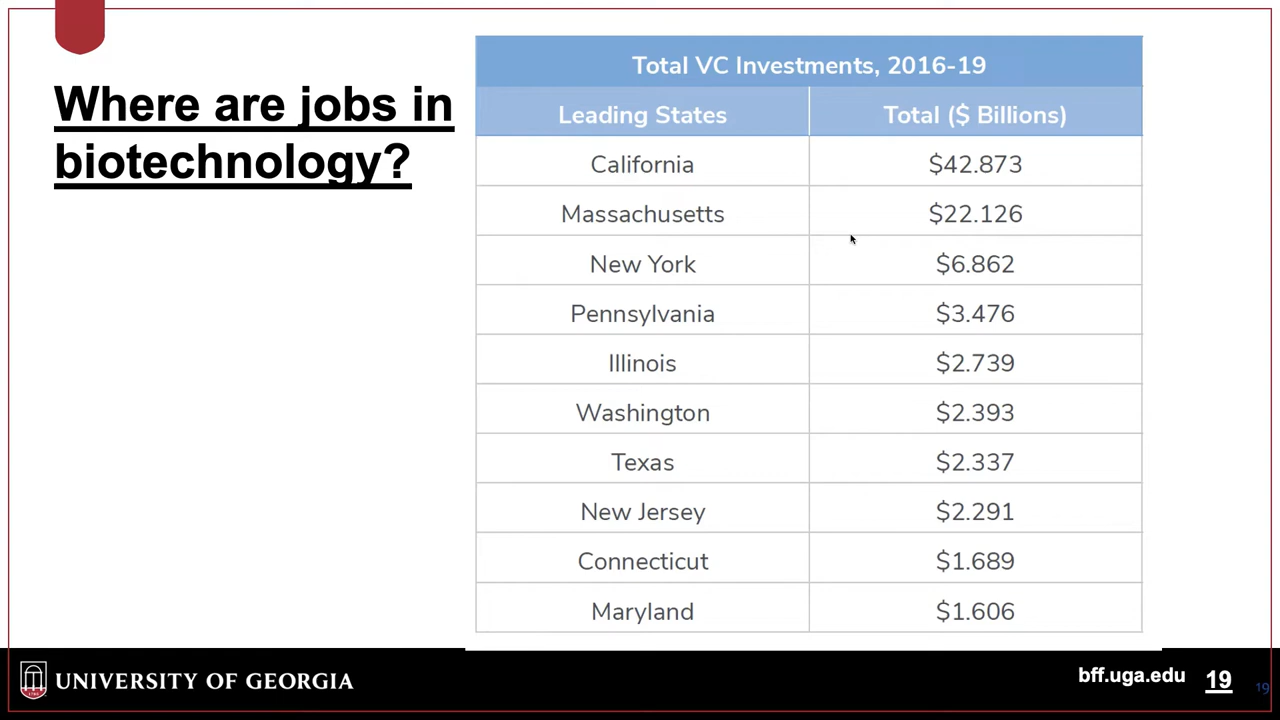 Where are jobs in
biotechnology?
Total VC Investments, 2016-19
Leading States Total ($ Billions)
California $42.873
Massachusetts $22.126
New York $6.862
Pennsylvania $3.476
Illinois $2.739
Washington $2.393
Texas $2.337
New Jersey $2.291
Connecticut $1.689
Maryland $1.606
UNIVERSITY OF GEORGIA
bff.uga.edu 19 19